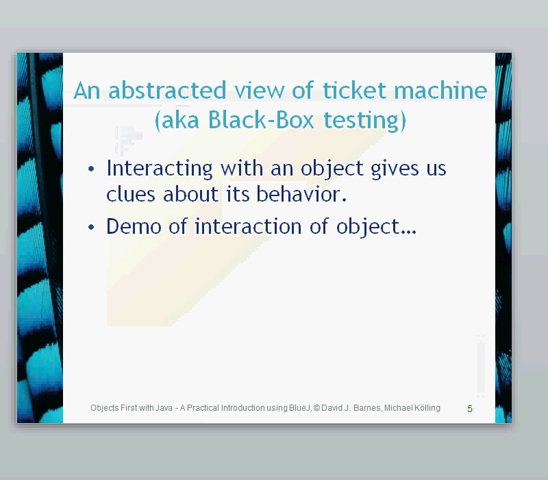 An abstracted view of ticket machine
(aka Black-Box testing)
• Interacting with an object gives us
clues about its behavior.
• Demo of interaction of object…
Objects First with Java - A Practical Introduction using BlueJ, © David J. Barnes, Michael Kölling
5